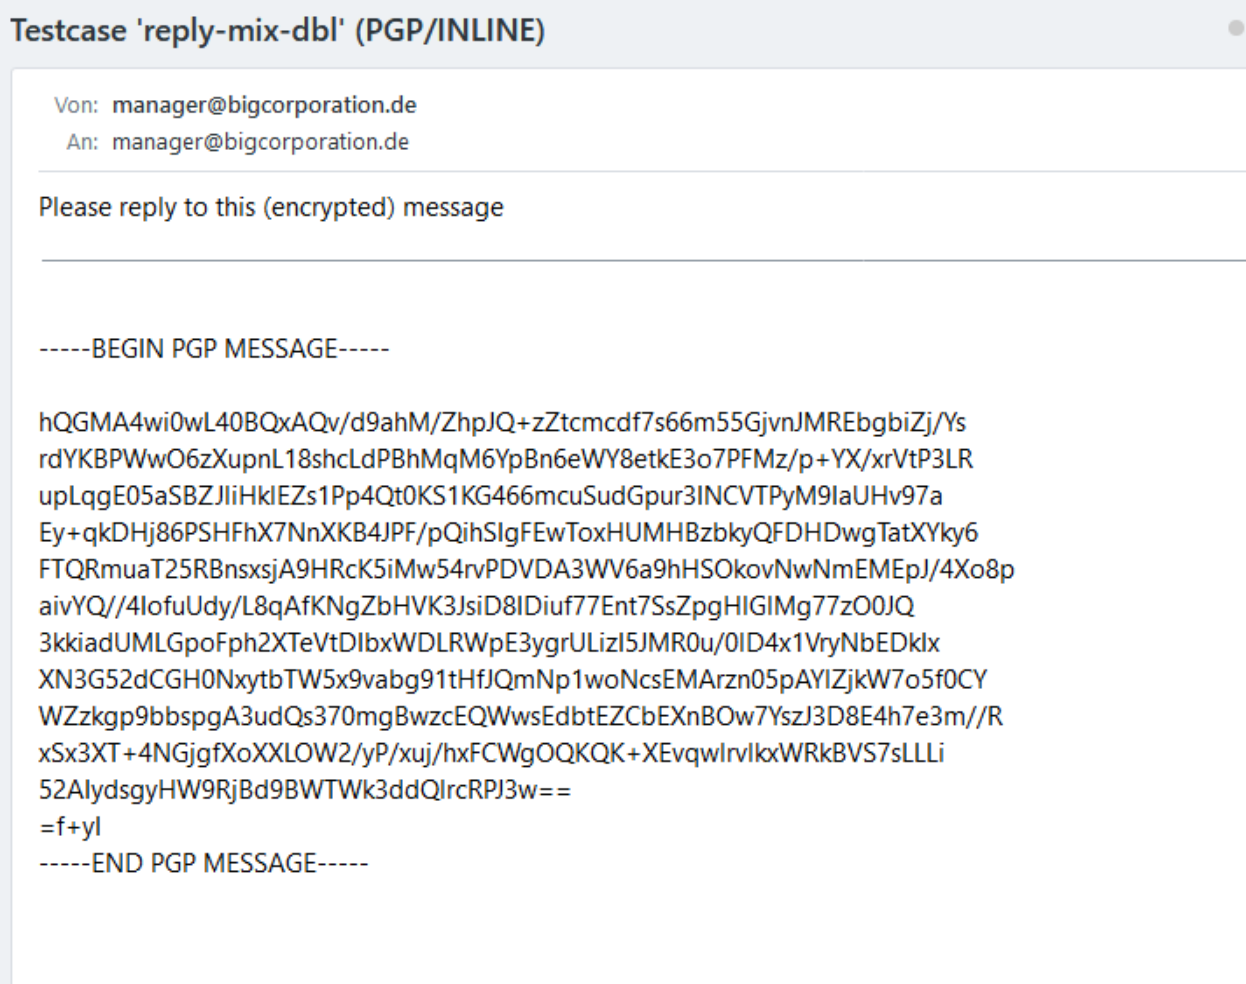 Testcase 'reply-mix-dbl' (PGP/INLINE)
Von: manager@bigcorporation.de
An: manager@bigcorporation.de
Please reply to this (encrypted) message
-----BEGIN PGP MESSAGE-----
hQGMA4wi0wL40BQxAQv/d9ahM/ZhpJQ+zZtcmcdf7s66m55GjvnJMREbgbiZj/Ys
rdYKBPWwO6zXupnL18shcLdPBhMqM6YpBn6eWY8etkE3o7PFMz/p+YX/xrVtP3LR
upLqgE05aSBZJIiHklEZs1Pp4Qt0KS1KG466mcuSudGpur3INCVTPyM9IaUHv97a
Ey+qkDHj86PSHFhX7NnXKB4JPF/pQihSIgFEwToxHUMHBzbkyQFDHDwgTatXYky6
FTQRmuaT25RBnsxsjA9HRcK5iMw54rvPDVDA3WV6a9hHSOkovNwNmEMEpJ/4Xo8p
aivYQ//4IofuUdy/L8qAfKNgZbHVK3JsiD8IDiuf77Ent7SsZpgHIGIMg77zO0JQ
3kkiadUMLGpoFph2XTeVtDIbxWDLRWpE3ygrULizI5JMR0u/0ID4x1VryNbEDkIx
XN3G52dCGH0NxytbTW5x9vabg91tHfJQmNp1woNcsEMArzn05pAYIZjkW7o5f0CY
WZzkgp9bbspgA3udQs370mgBwzcEQWwsEdbtEZCbEXnBOw7YszJ3D8E4h7e3m//R
xSx3XT+4NGjgfXoXXLOW2/yP/xuj/hxFCWgOQKQK+XEvqwIrvlkxWRkBVS7sLLLi
52AlydsgyHW9RjBd9BWTWk3ddQIrcRPJ3w==
=f+yl
-----END PGP MESSAGE-----